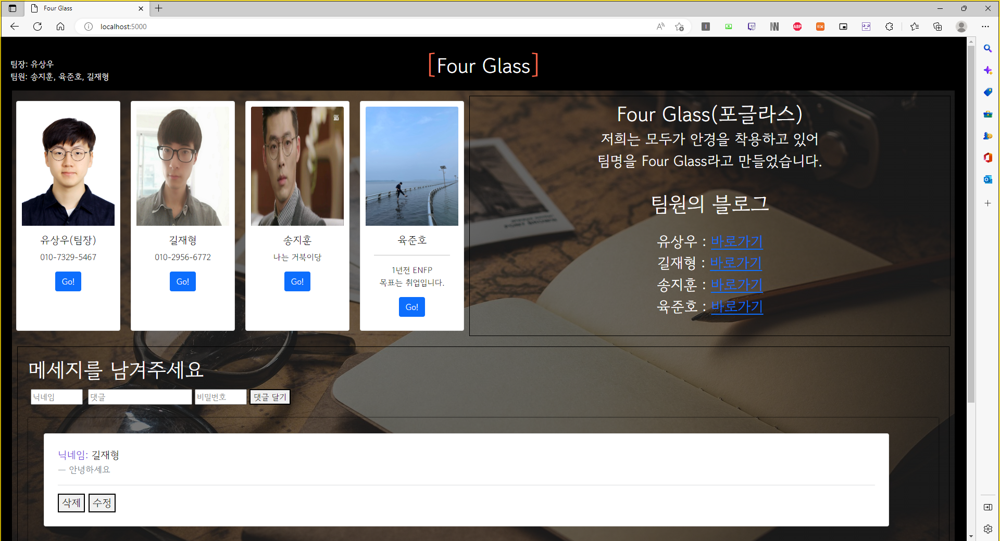 Four Glass
localhost:5000
팀장: 유상우
팀원: 송지훈, 육준호, 길재형
[Four Glass]
SBS
유상우(팀장)
010-7329-5467
Go!
길재형
010-2956-6772
Go!
송지훈
나는 거북이당
Go!
육준호
1년전 ENFP
목표는 취업입니다.
Go!
Four Glass(포글라스)
저희는 모두가 안경을 착용하고 있어
팀명을 Four Glass라고 만들었습니다.
팀원의 블로그
유상우 : 바로가기
길재형 : 바로가기
송지훈 : 바로가기
육준호 : 바로가기
메세지를 남겨주세요
닉네임 댓글 비밀번호 댓글 달기
닉네임: 길재형
— 안녕하세요
삭제 수정